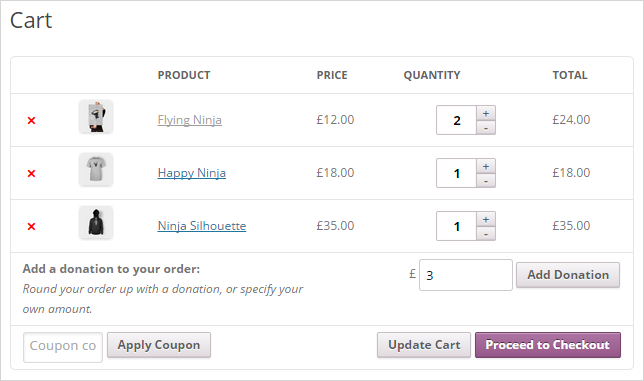 Cart
PRODUCT PRICE QUANTITY TOTAL
× Flying Ninja £12.00 2 + - £24.00
× Happy Ninja £18.00 1 + - £18.00
× Ninja Silhouette £35.00 1 + - £35.00
Add a donation to your order: £ 3 Add Donation
Round your order up with a donation, or specify your
own amount.
Coupon co Apply Coupon Update Cart Proceed to Checkout